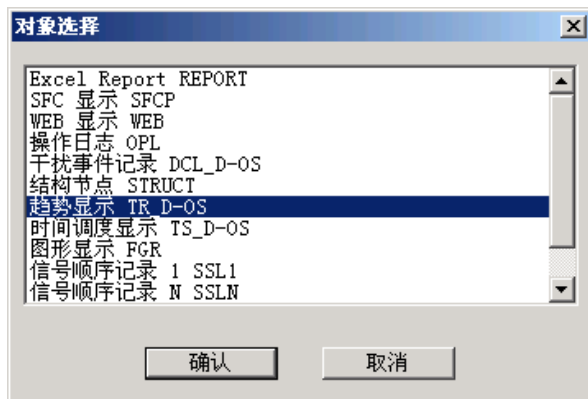 对象选择
Excel Report REPORT
SFC 显示 SFCP
WEB 显示 WEB
操作日志 OPL
干扰事件记录 DCL_D-OS
结构节点 STRUCT
趋势显示 TR_D-OS
时间调度显示 TS_D-OS
图形显示 FGR
信号顺序记录 1 SSL1
信号顺序记录 N SSLN
确认
取消